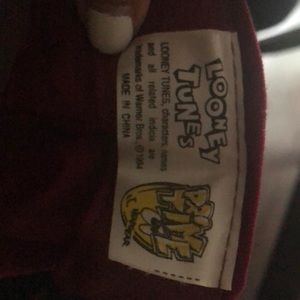 LOONEY
TUNES
LOONEY TUNES, characters, names
and all related indicia are
trademarks of Warner Bros. ©1994
MADE IN CHINA
TIME